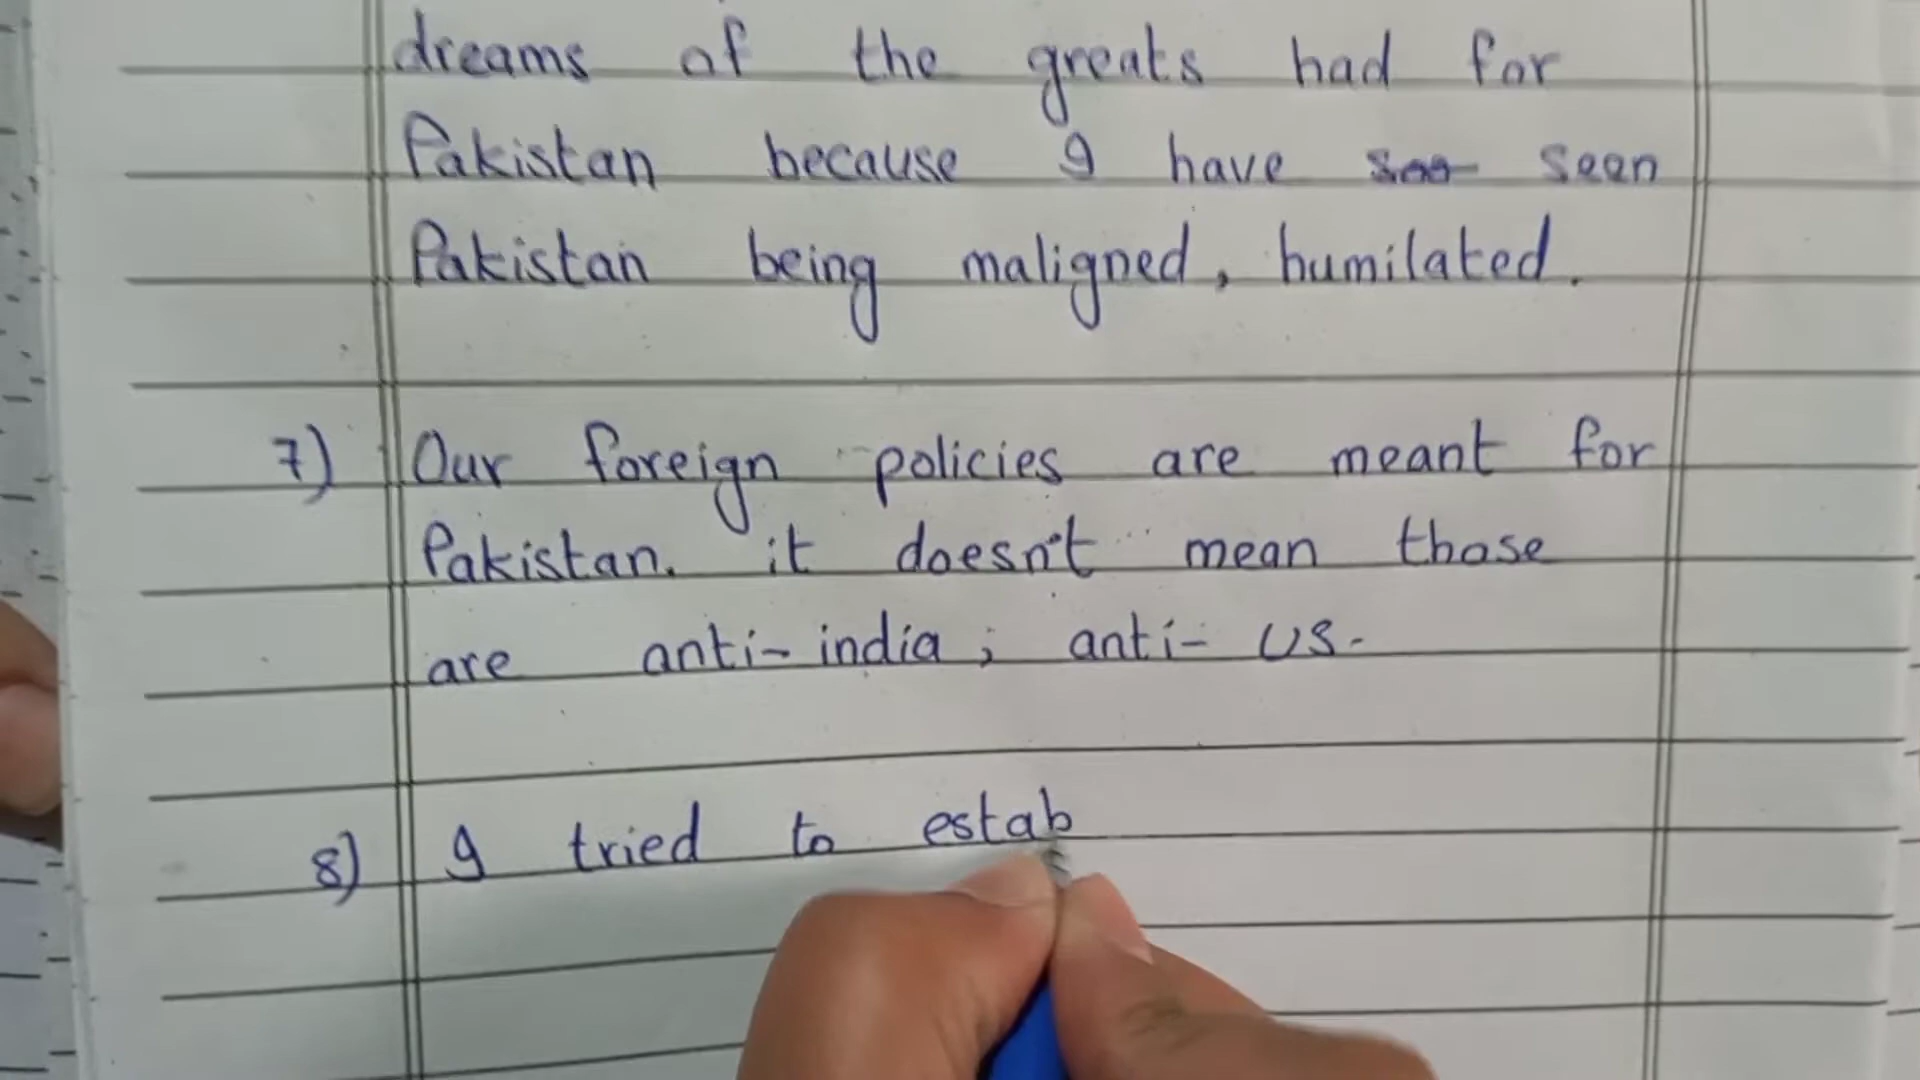 dreams of the greats had for
Pakistan because I have see seen
Pakistan being maligned, humilated.
7) Our foreign policies are meant for
Pakistan. it doesn't mean those
are anti-india, anti-US.
8) I tried to estab